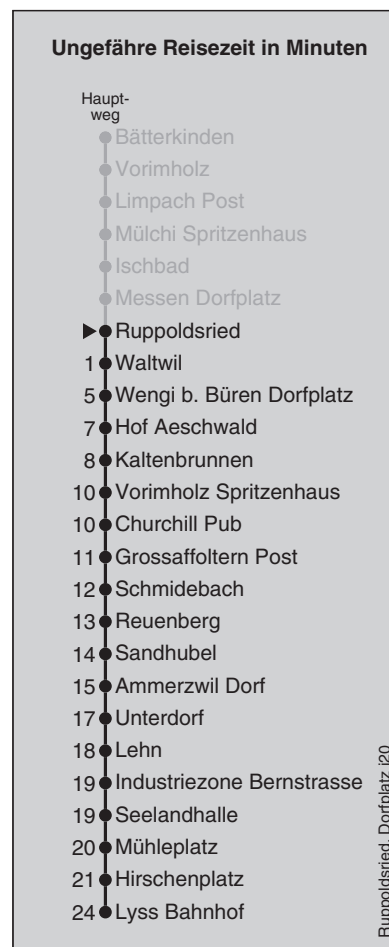 Ungefähre Reisezeit in Minuten
Haupt-
weg
Bätterkinden
Vorimholz
Limpach Post
Mülchi Spritzenhaus
Ischbad
Messen Dorfplatz
Ruppoldsried
1 Waltwil
5 Wengi b. Büren Dorfplatz
7 Hof Aeschwald
8 Kaltenbrunnen
10 Vorimholz Spritzenhaus
10 Churchill Pub
11 Grossaffoltern Post
12 Schmidebach
13 Reuenberg
14 Sandhubel
15 Ammerzwil Dorf
17 Unterdorf
18 Lehn
19 Industriezone Bernstrasse
19 Seelandhalle
20 Mühleplatz
21 Hirschenplatz
24 Lyss Bahnhof
Ruppoldsried, Dorfplatz j20